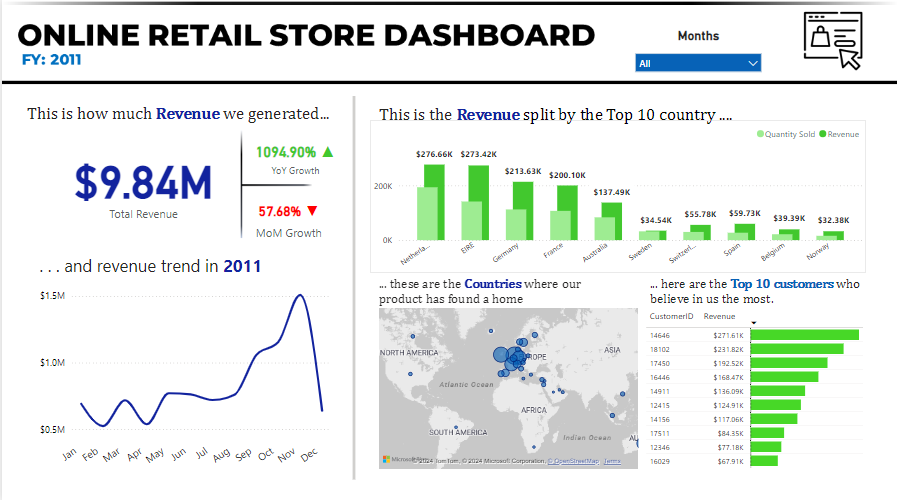 ONLINE RETAIL STORE DASHBOARD
FY: 2011
Months
All
This is how much Revenue we generated...
$9.84M
Total Revenue
1094.90%
YoY Growth
57.68%
MoM Growth
. . . and revenue trend in 2011
$1.5M
$1.0M
$0.5M
Jan Feb Mar Apr May Jun Jul Aug Sep Oct Nov Dec
This is the Revenue split by the Top 10 country ....
Quantity Sold Revenue
$276.66K $273.42K $213.63K $200.10K $137.49K $34.54K $55.78K $59.73K $39.39K $32.38K
200K
0K
Netherla... EIRE Germany France Australia Sweden Switzerl... Spain Belgium Norway
... these are the Countries where our
product has found a home
NORTH AMERICA
ASIA
Atlantic Ocean
AFRICA
SOUTH AMERICA
Indian Ocean
© 2024 TomTom, © 2024 Microsoft Corporation, © OpenStreetMap Terms
... here are the Top 10 customers who
believe in us the most.
CustomerID Revenue
14646 $271.61K
18102 $231.82K
17450 $192.52K
16446 $168.47K
14911 $136.09K
12415 $124.91K
14156 $117.06K
17511 $84.35K
12346 $77.18K
16029 $67.91K